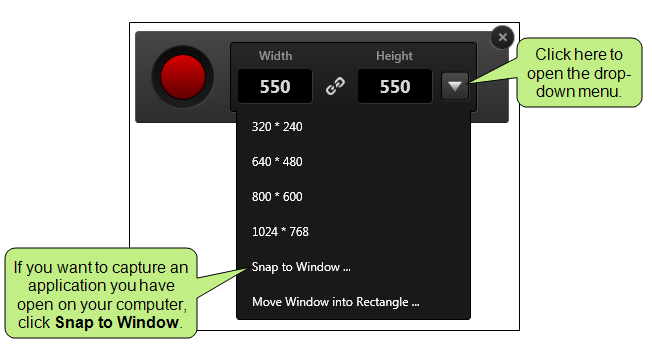 Width Height
550 550
Click here to
open the drop-
down menu.
320 * 240
640 * 480
800 * 600
1024 * 768
Snap to Window ...
Move Window into Rectangle ...
If you want to capture an
application you have
open on your computer,
click Snap to Window.